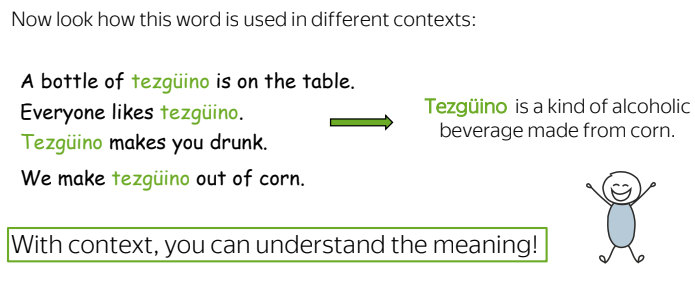 Now look how this word is used in different contexts:
A bottle of tezgüino is on the table.
Everyone likes tezgüino.
Tezgüino makes you drunk.
We make tezgüino out of corn.
Tezgüino is a kind of alcoholic
beverage made from corn.
With context, you can understand the meaning!